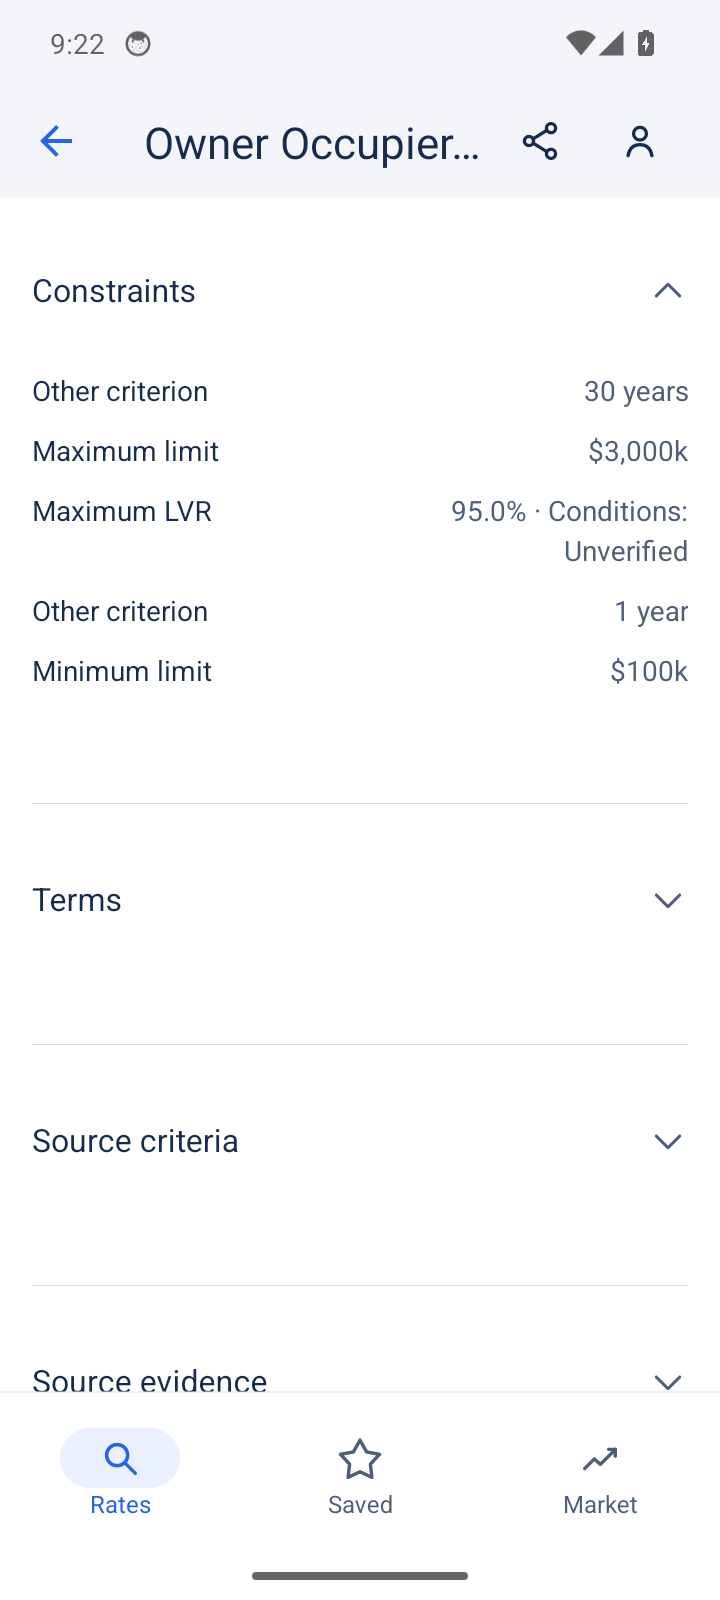 9:22
Owner Occupier...
Constraints
Other criterion 30 years
Maximum limit $3,000k
Maximum LVR 95.0% · Conditions:
Unverified
Other criterion 1 year
Minimum limit $100k
Terms
Source criteria
Source evidence
Rates Saved Market